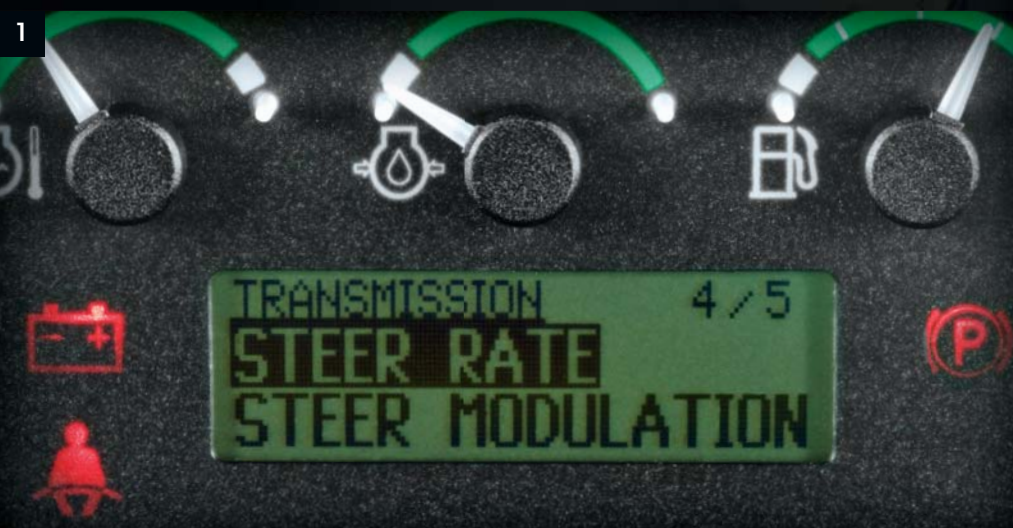 1
TRANSMISSION 4/5
STEER RATE
STEER MODULATION
P